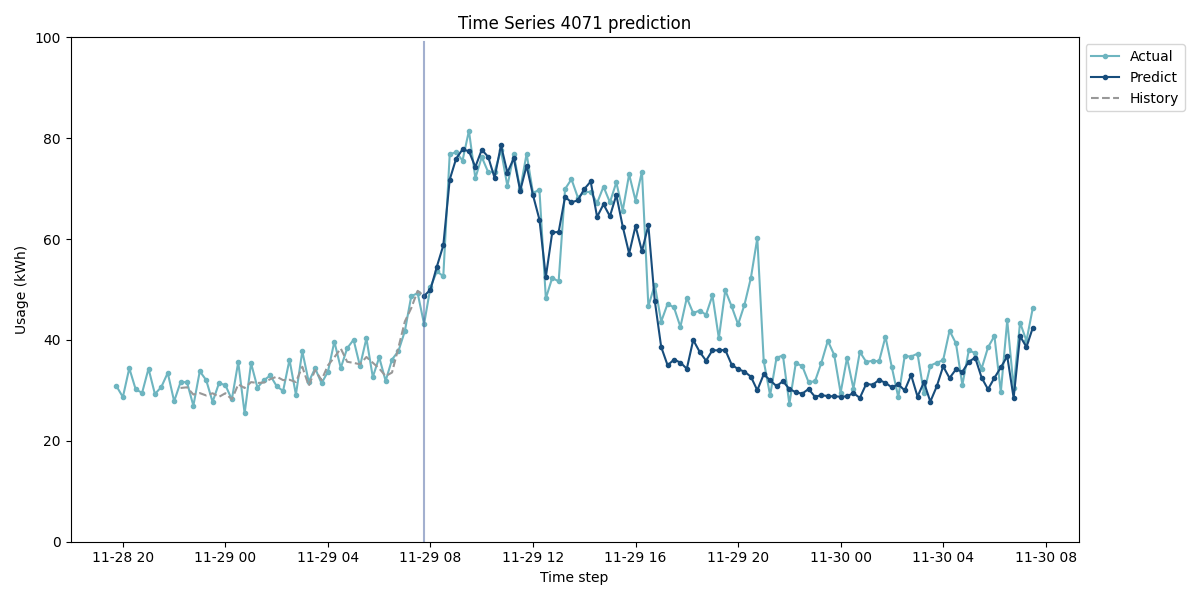 Time Series 4071 prediction
Actual
Predict
History
Usage (kWh)
100
80
60
40
20
0
11-28 20
11-29 00
11-29 04
11-29 08
11-29 12
11-29 16
11-29 20
11-30 00
11-30 04
11-30 08
Time step